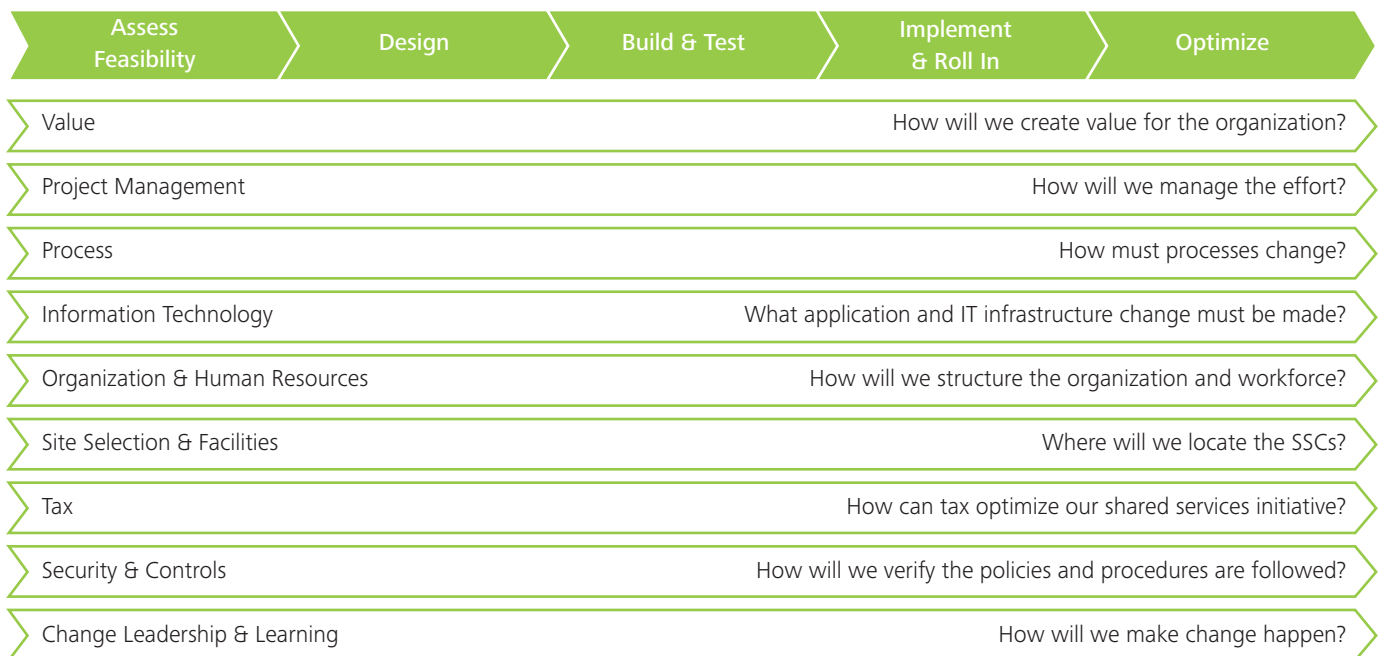 Assess
Feasibility
Design
Build & Test
Implement
& Roll In
Optimize
Value
How will we create value for the organization?
Project Management
How will we manage the effort?
Process
How must processes change?
Information Technology
What application and IT infrastructure change must be made?
Organization & Human Resources
How will we structure the organization and workforce?
Site Selection & Facilities
Where will we locate the SSCs?
Tax
How can tax optimize our shared services initiative?
Security & Controls
How will we verify the policies and procedures are followed?
Change Leadership & Learning
How will we make change happen?